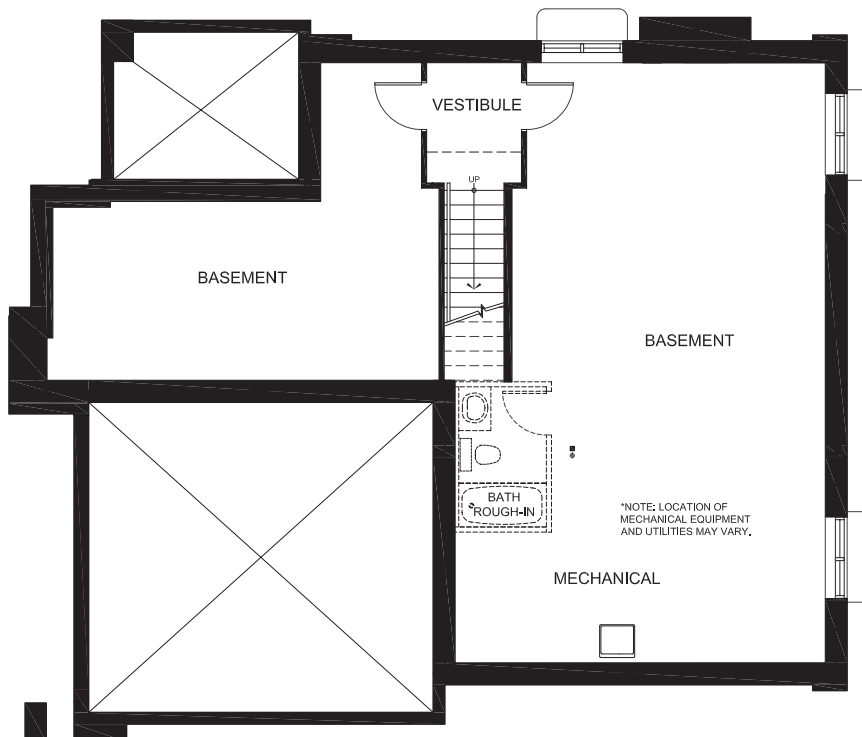 VESTIBULE
UP
BASEMENT
BASEMENT
BATH
ROUGH-IN
*NOTE: LOCATION OF
MECHANICAL EQUIPMENT
AND UTILITIES MAY VARY.
MECHANICAL